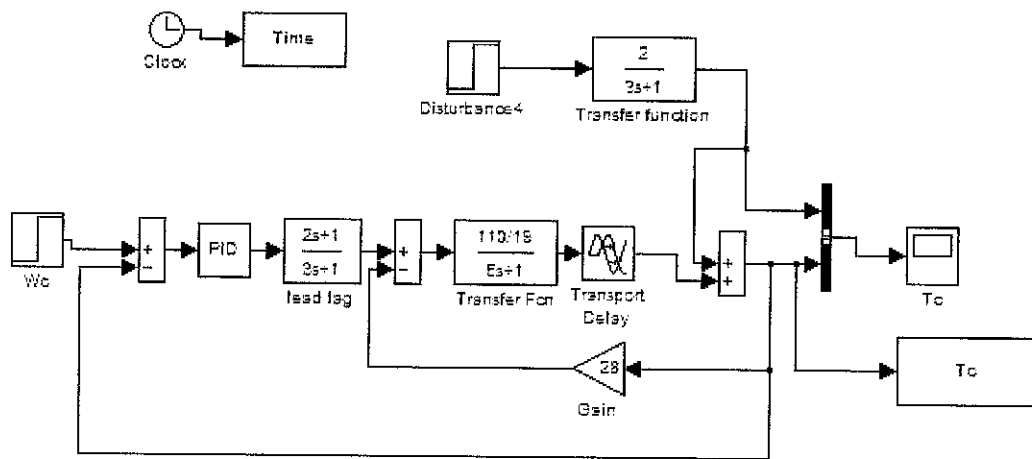 Time
Clock
2
3s+1
Disturbance4
Transfer function
Wc
+
−
PID
2s+1
3s+1
lead lag
+
−
110/19
5s+1
Transfer Fcn
Transport
Delay
+
+
Tc
28
Gain
Tc